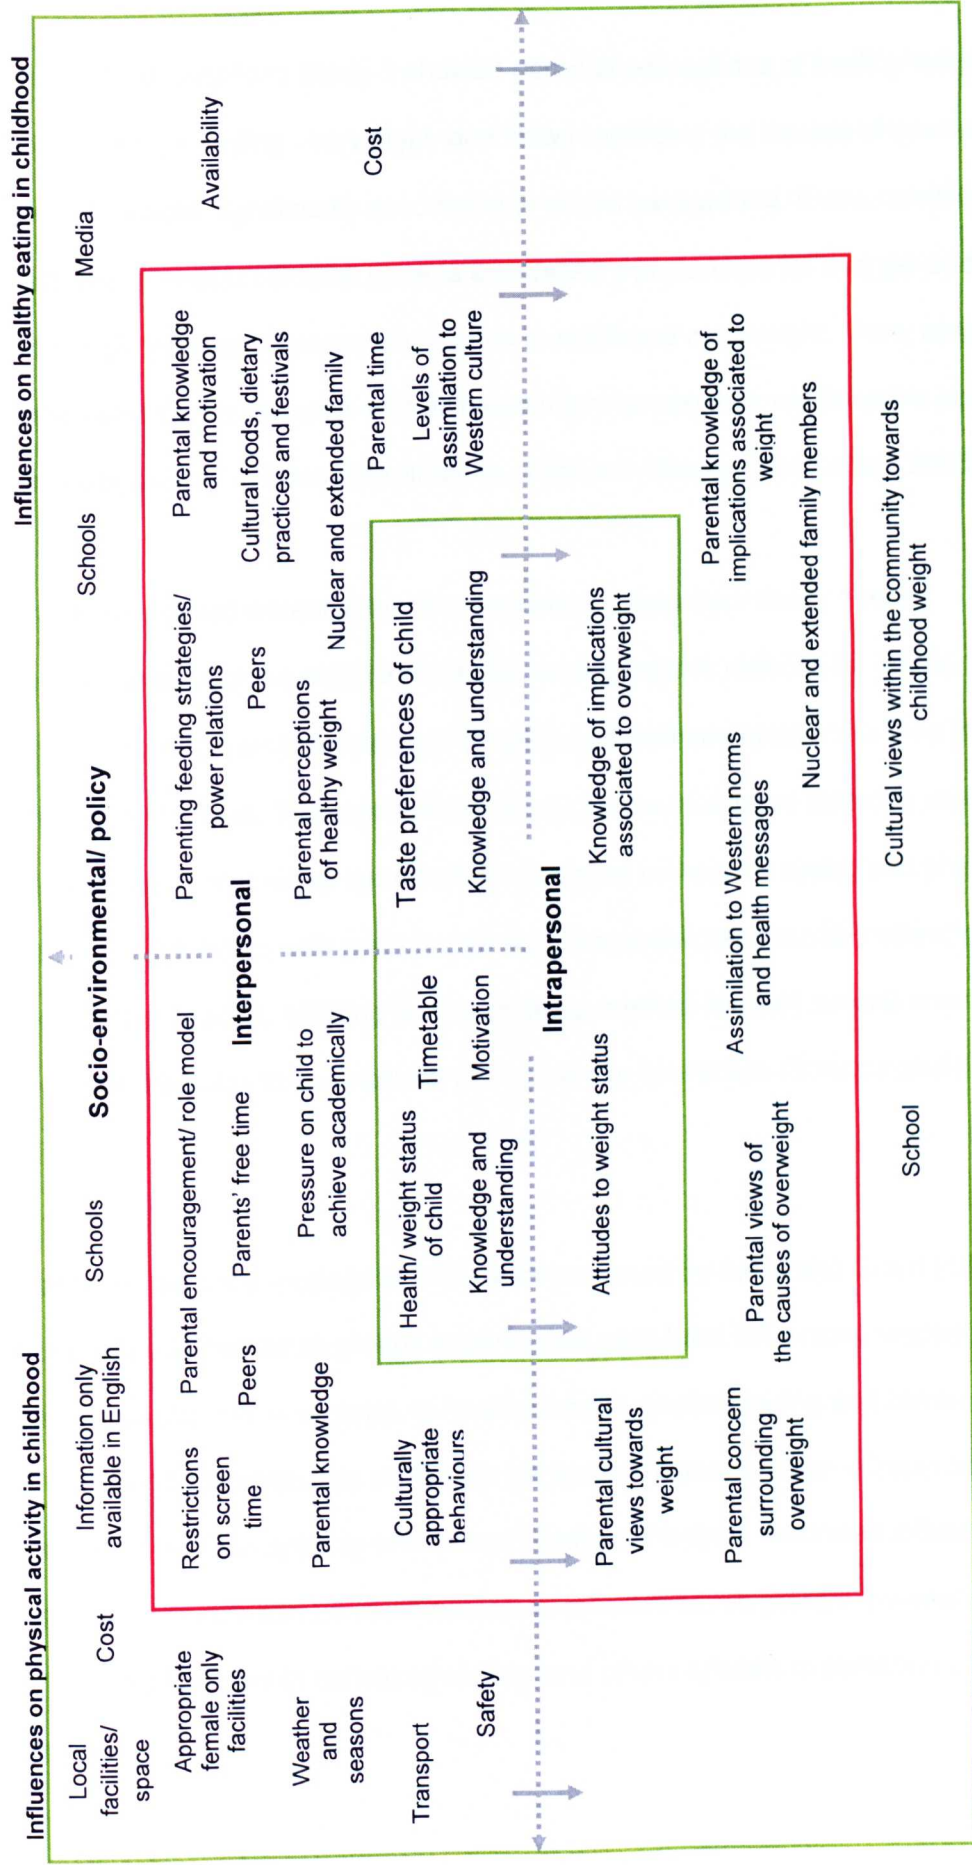 Influences on physical activity in childhood
Influences on healthy eating in childhood
Socio-environmental/ policy
Local
facilities/
space
Cost
Information only
available in English
Schools
Schools
Media
Appropriate
female only
facilities
Weather
and
seasons
Transport
Safety
Availability
Cost
Restrictions
on screen
time
Parental encouragement/ role model
Peers
Parents' free time
Interpersonal
Parental knowledge
Pressure on child to
achieve academically
Culturally
appropriate
behaviours
Parenting feeding strategies/
power relations
Parental knowledge
and motivation
Peers
Cultural foods, dietary
practices and festivals
Parental perceptions
of healthy weight
Nuclear and extended family
Parental time
Levels of
assimilation to
Western culture
Health/ weight status
of child
Timetable
Knowledge and
understanding
Motivation
Taste preferences of child
Knowledge and understanding
Intrapersonal
Attitudes to weight status
Knowledge of implications
associated to overweight
Parental cultural
views towards
weight
Parental concern
surrounding
overweight
Parental views of
the causes of overweight
Assimilation to Western norms
and health messages
Parental knowledge of
implications associated to
weight
Nuclear and extended family members
School
Cultural views within the community towards
childhood weight